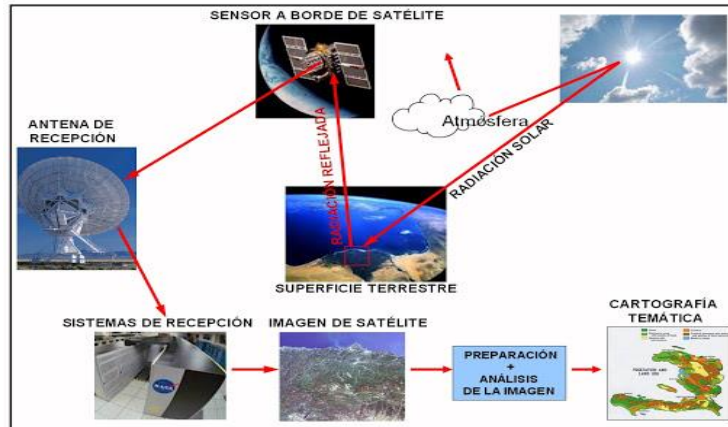 SENSOR A BORDE DE SATÉLITE
ANTENA DE
RECEPCIÓN
Atmósfera
RADIACIÓN SOLAR
RADIACIÓN REFLEJADA
SUPERFICIE TERRESTRE
SISTEMAS DE RECEPCIÓN
NASA
IMAGEN DE SATÉLITE
PREPARACIÓN
+
ANÁLISIS
DE LA IMAGEN
CARTOGRAFÍA
TEMÁTICA